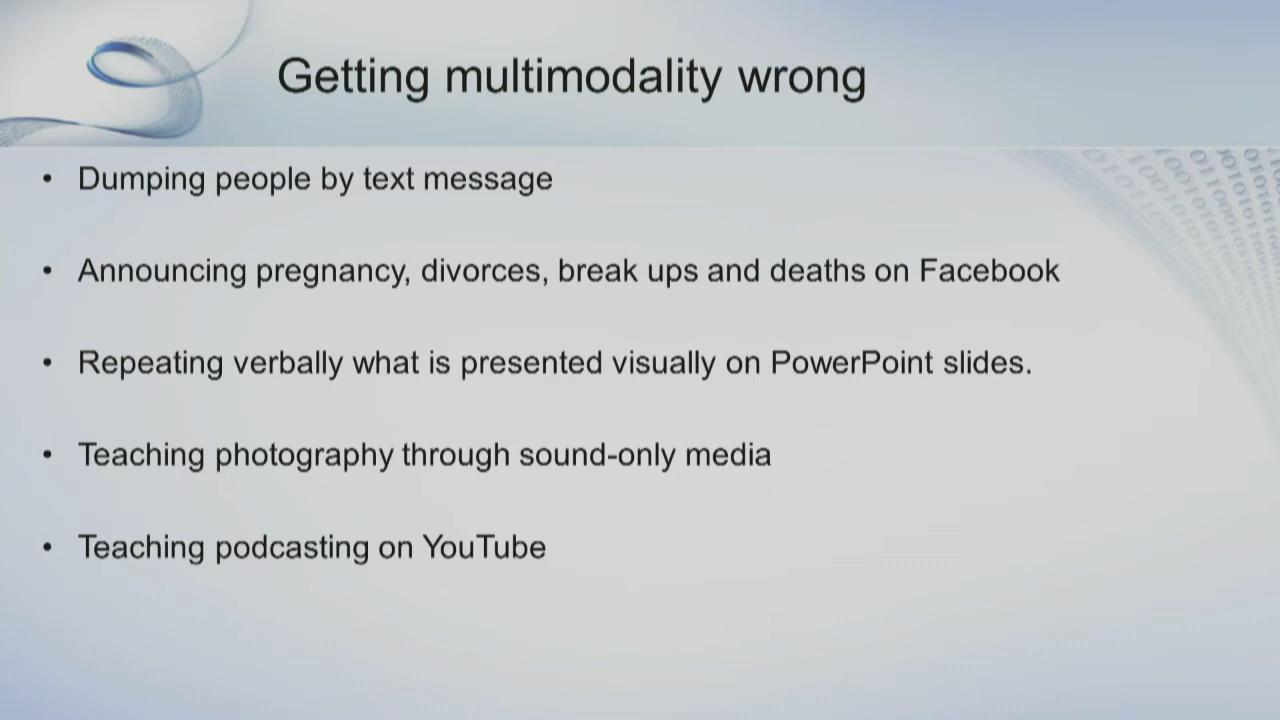 Getting multimodality wrong
• Dumping people by text message
• Announcing pregnancy, divorces, break ups and deaths on Facebook
• Repeating verbally what is presented visually on PowerPoint slides.
• Teaching photography through sound-only media
• Teaching podcasting on YouTube